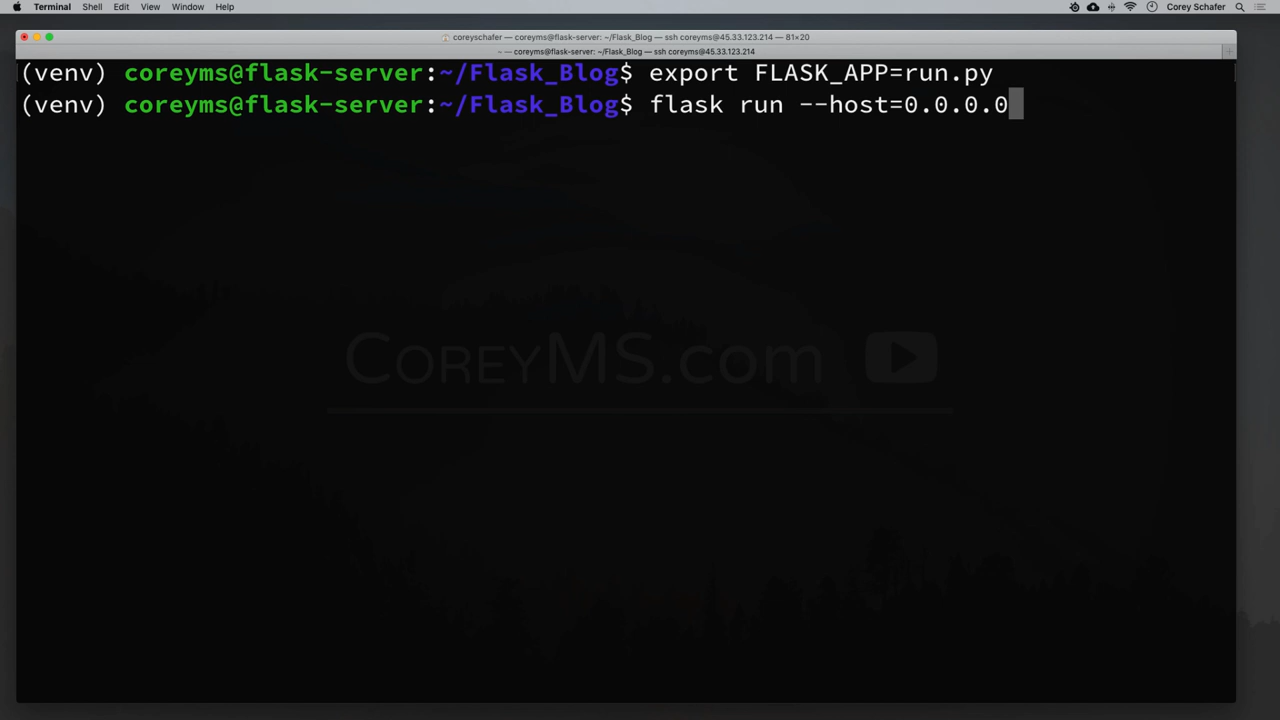 Terminal Shell Edit View Window Help Corey Schafer
coreyschafer — coreyms@flask-server: ~/Flask_Blog — ssh coreyms@45.33.123.214 — 81×20
~ — coreyms@flask-server: ~/Flask_Blog — ssh coreyms@45.33.123.214
(venv) coreyms@flask-server:~/Flask_Blog$ export FLASK_APP=run.py
(venv) coreyms@flask-server:~/Flask_Blog$ flask run --host=0.0.0.0
CoreyMS.com